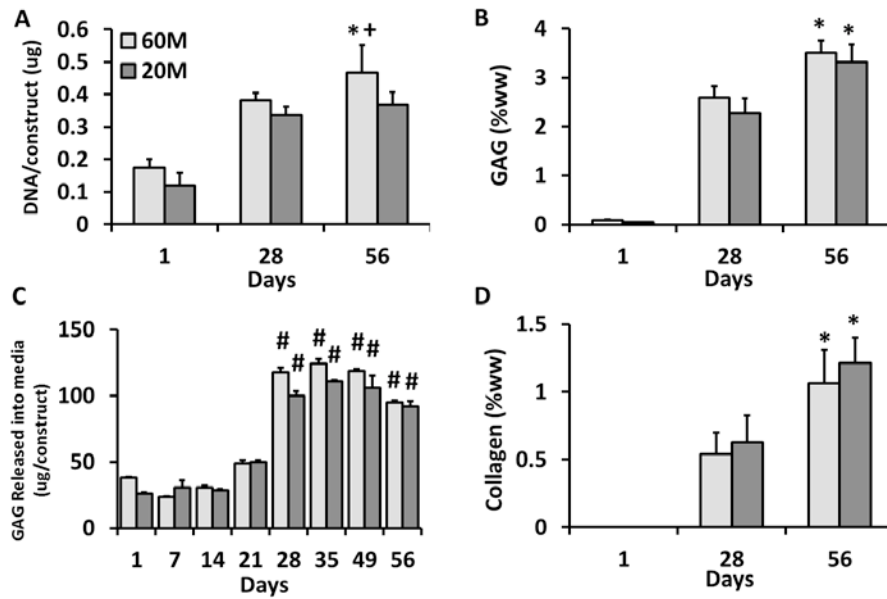 A
DNA/construct (ug)
0.6
0.5
0.4
0.3
0.2
0.1
0
60M
20M
*+
1 28 56
Days
B
GAG (%ww)
4
3
2
1
0
* *
1 28 56
Days
C
GAG Released into media
(ug/construct)
150
100
50
0
# # # # # # # #
1 7 14 21 28 35 49 56
Days
D
Collagen (%ww)
1.5
1
0.5
0
* *
1 28 56
Days